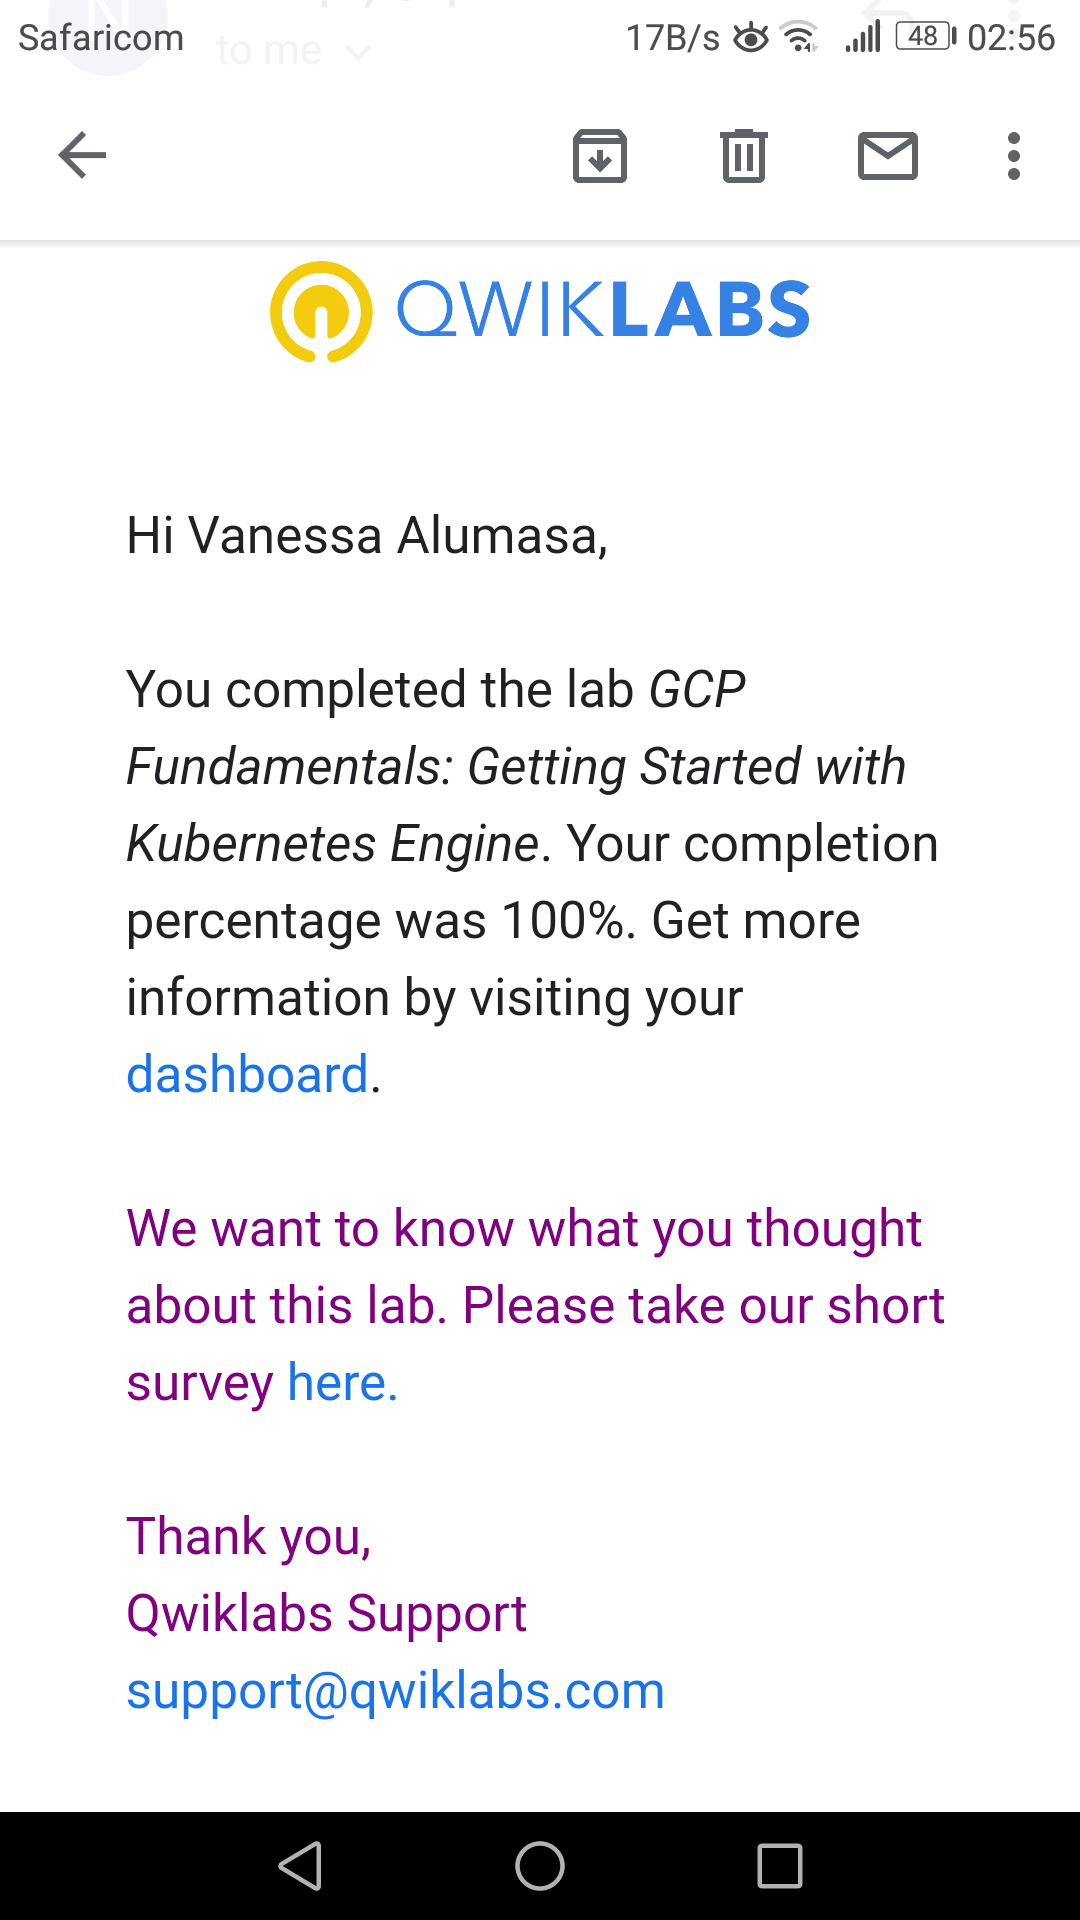 Safaricom 17B/s 48 02:56
to me
QWIKLABS
Hi Vanessa Alumasa,
You completed the lab GCP
Fundamentals: Getting Started with
Kubernetes Engine. Your completion
percentage was 100%. Get more
information by visiting your
dashboard.
We want to know what you thought
about this lab. Please take our short
survey here.
Thank you,
Qwiklabs Support
support@qwiklabs.com